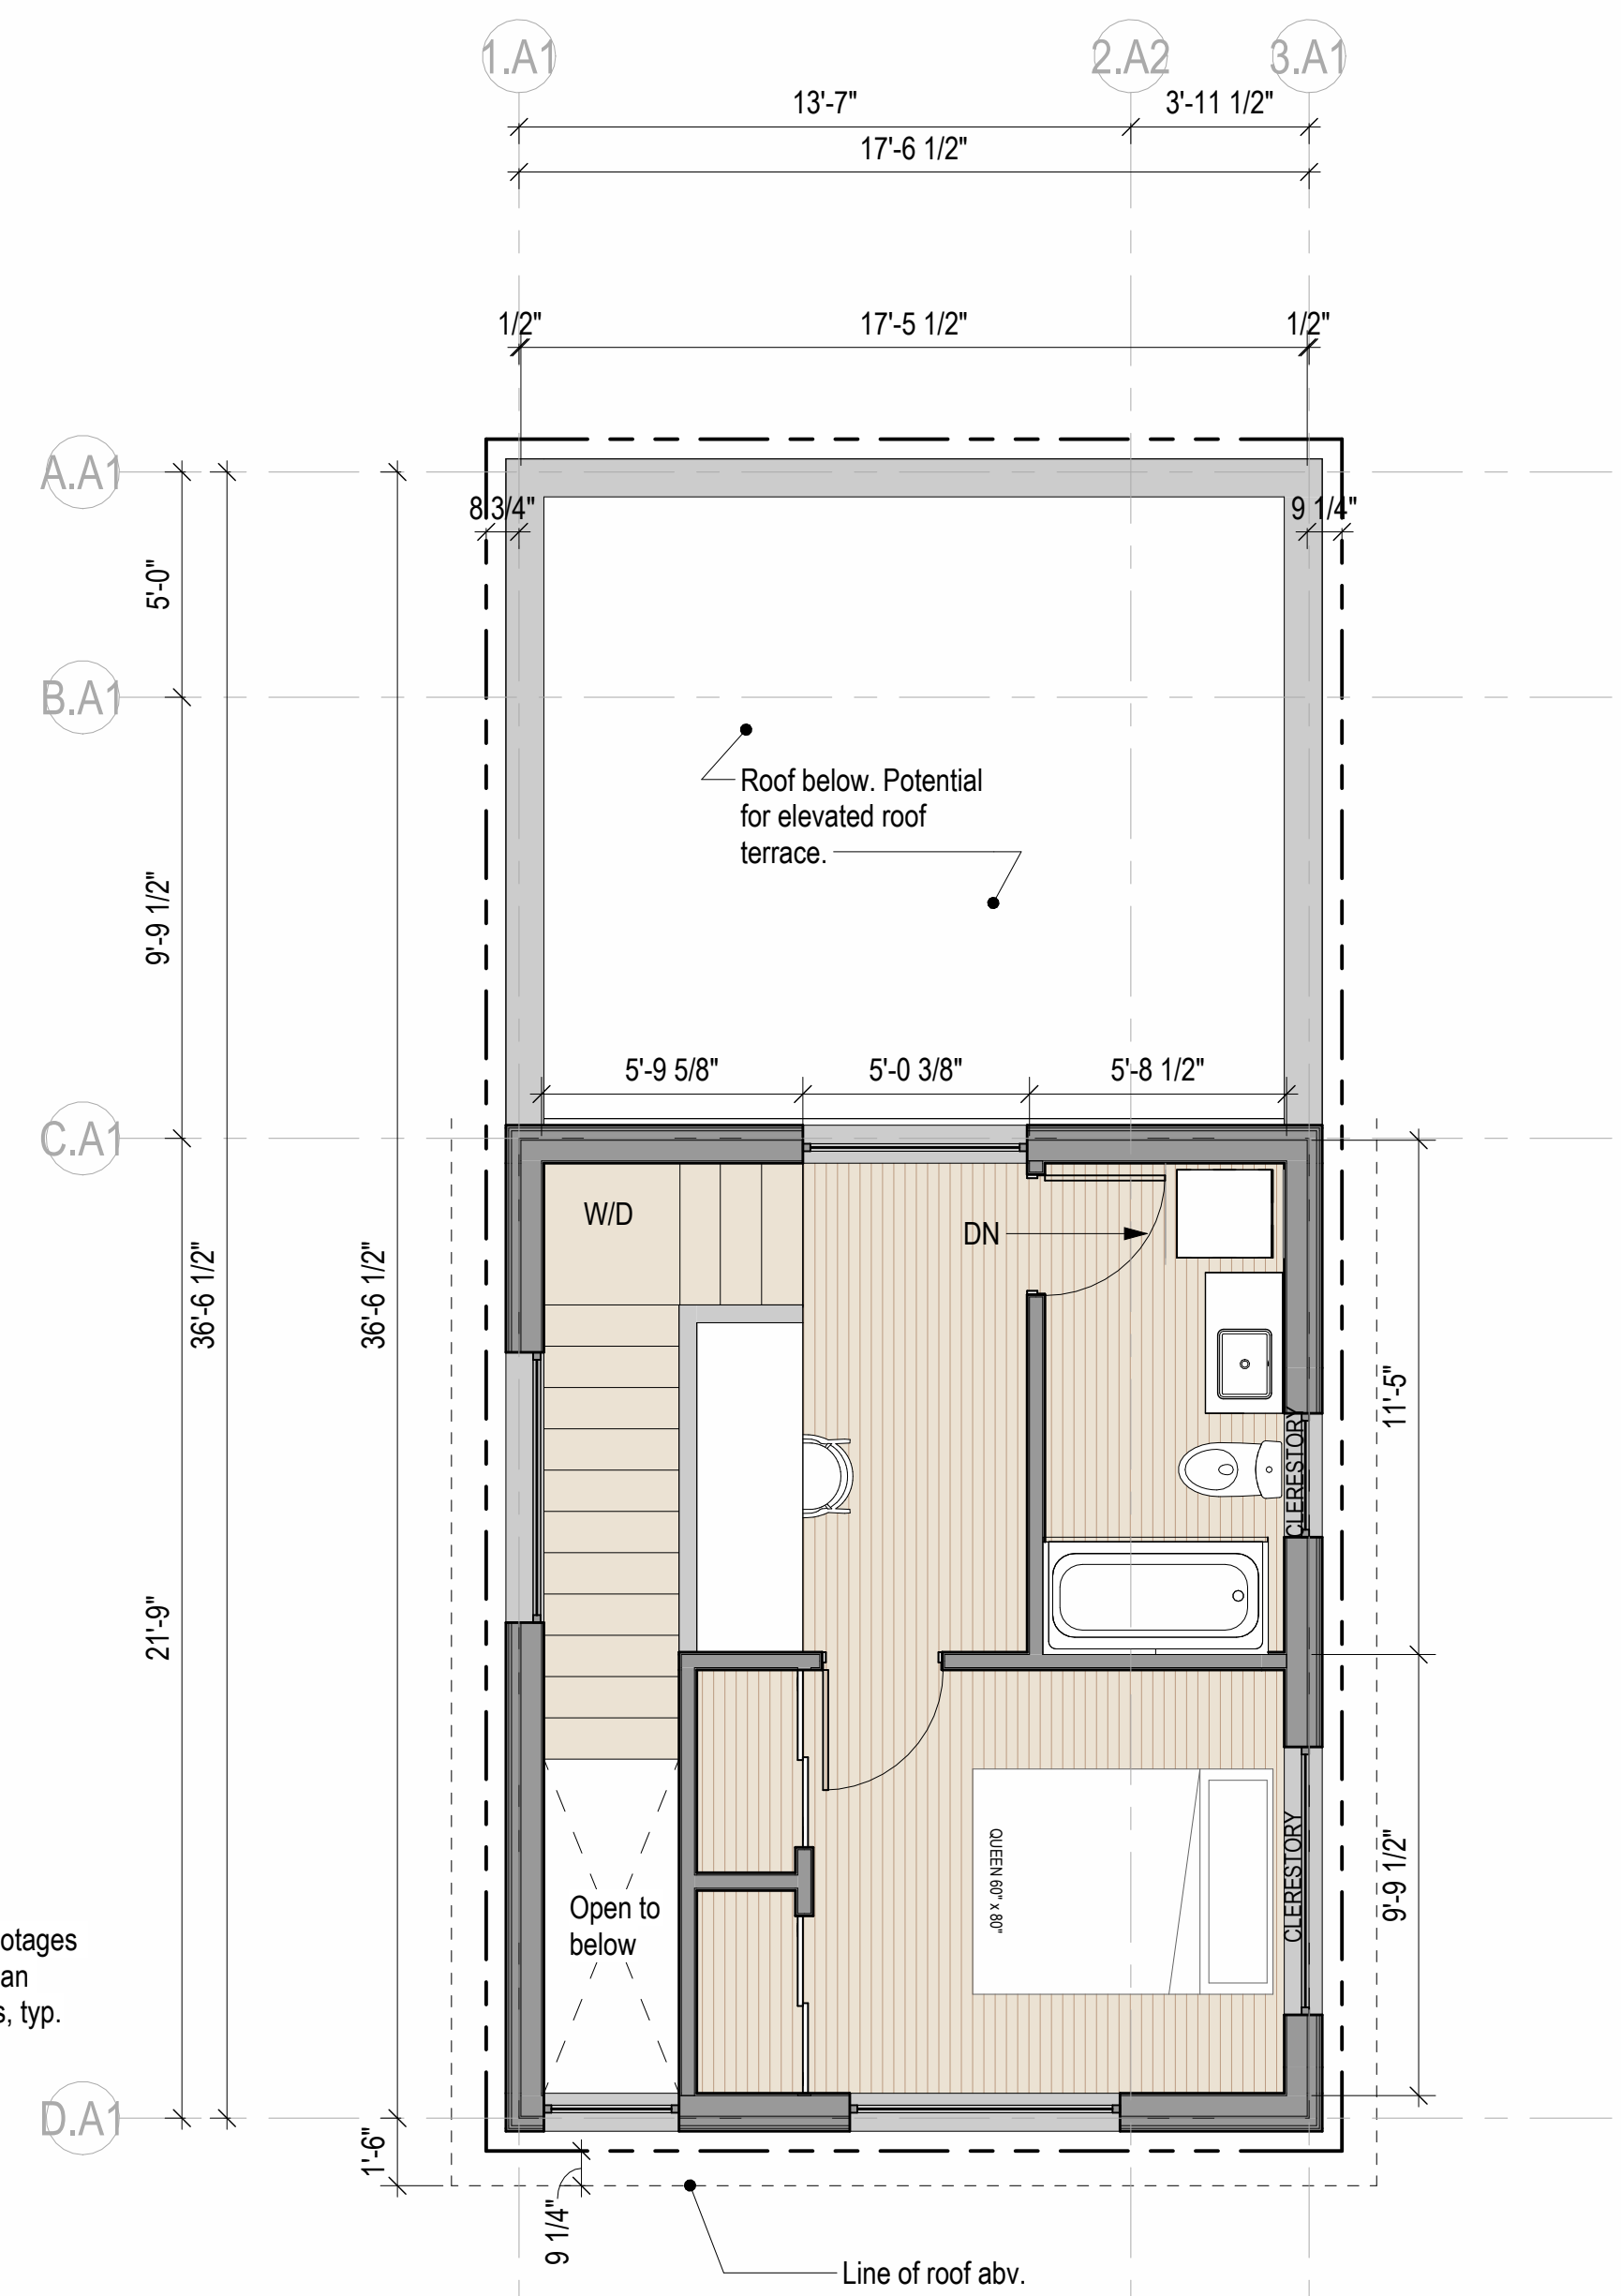 1.A1
2.A2
3.A1
13'-7"
3'-11 1/2"
17'-6 1/2"
1/2"
17'-5 1/2"
1/2"
A.A1
8 3/4"
9 1/4"
5'-0"
B.A1
Roof below. Potential
for elevated roof
terrace.
9'-9 1/2"
5'-9 5/8"
5'-0 3/8"
5'-8 1/2"
C.A1
W/D
DN
36'-6 1/2"
36'-6 1/2"
11'-5"
CLERESTORY
21'-9"
QUEEN 60" x 80"
CLERESTORY
9'-9 1/2"
Open to
below
otages
an
s, typ.
D.A1
1'-6"
9 1/4"
Line of roof abv.